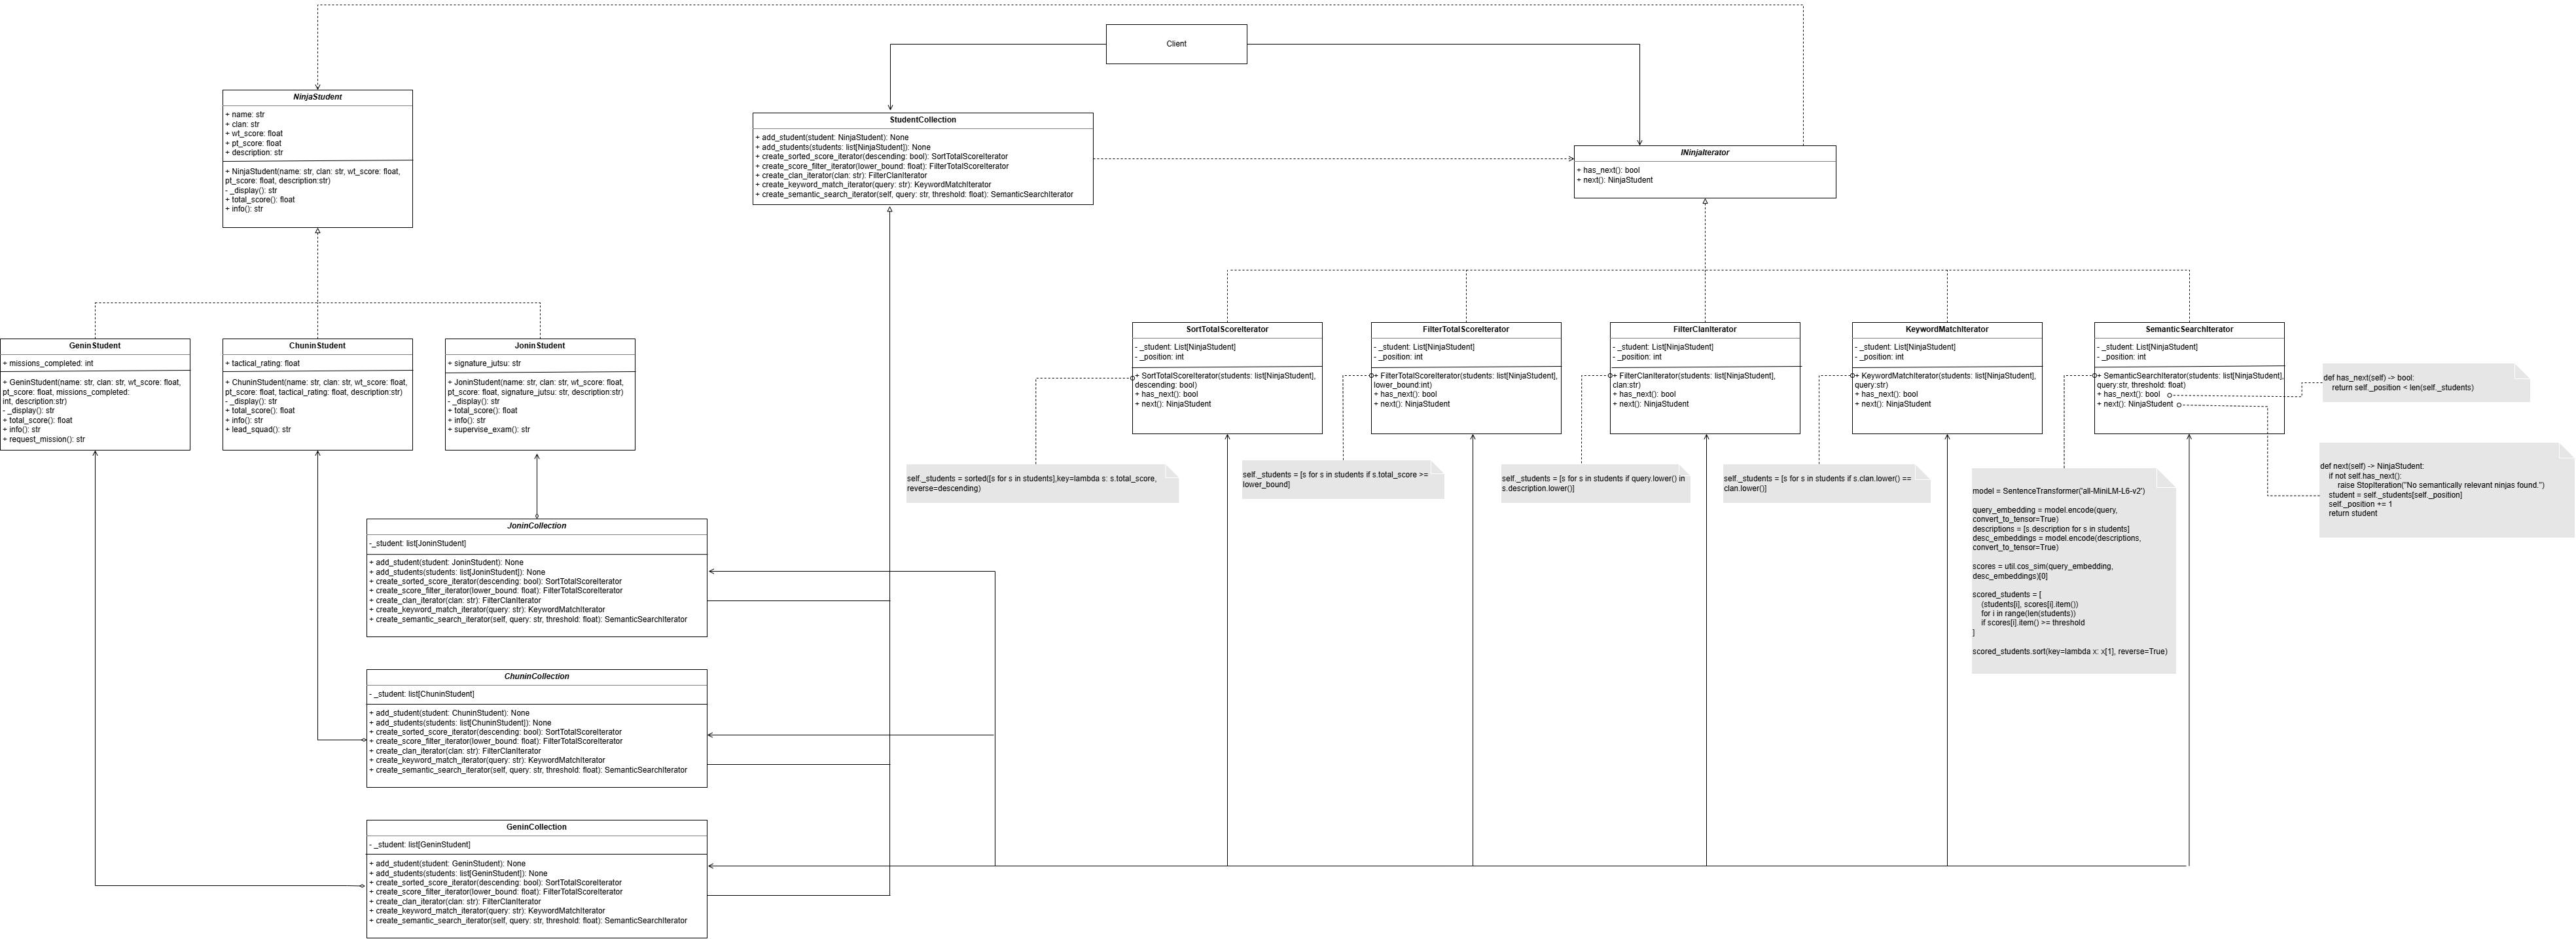 Client
NinjaStudent
+ name: str
+ clan: str
+ wt_score: float
+ pt_score: float
+ description: str
+ NinjaStudent(name: str, clan: str, wt_score: float,
pt_score: float, description:str)
- _display(): str
+ total_score(): float
+ info(): str
StudentCollection
+ add_student(student: NinjaStudent): None
+ add_students(students: list[NinjaStudent]): None
+ create_sorted_score_iterator(descending: bool): SortTotalScoreIterator
+ create_score_filter_iterator(lower_bound: float): FilterTotalScoreIterator
+ create_clan_iterator(clan: str): FilterClanIterator
+ create_keyword_match_iterator(query: str): KeywordMatchIterator
+ create_semantic_search_iterator(self, query: str, threshold: float): SemanticSearchIterator
INinjaIterator
+ has_next(): bool
+ next(): NinjaStudent
GeninStudent
+ missions_completed: int
+ GeninStudent(name: str, clan: str, wt_score: float,
pt_score: float, missions_completed:
int, description:str)
- _display(): str
+ total_score(): float
+ info(): str
+ request_mission(): str
ChuninStudent
+ tactical_rating: float
+ ChuninStudent(name: str, clan: str, wt_score: float,
pt_score: float, tactical_rating: float, description:str)
- _display(): str
+ total_score(): float
+ info(): str
+ lead_squad(): str
JoninStudent
+ signature_jutsu: str
+ JoninStudent(name: str, clan: str, wt_score: float,
pt_score: float, signature_jutsu: str, description:str)
- _display(): str
+ total_score(): float
+ info(): str
+ supervise_exam(): str
SortTotalScoreIterator
- _student: List[NinjaStudent]
- _position: int
+ SortTotalScoreIterator(students: list[NinjaStudent],
descending: bool)
+ has_next(): bool
+ next(): NinjaStudent
FilterTotalScoreIterator
- _student: List[NinjaStudent]
- _position: int
+ FilterTotalScoreIterator(students: list[NinjaStudent],
lower_bound:int)
+ has_next(): bool
+ next(): NinjaStudent
FilterClanIterator
- _student: List[NinjaStudent]
- _position: int
+ FilterClanIterator(students: list[NinjaStudent],
clan:str)
+ has_next(): bool
+ next(): NinjaStudent
KeywordMatchIterator
- _student: List[NinjaStudent]
- _position: int
+ KeywordMatchIterator(students: list[NinjaStudent],
query:str)
+ has_next(): bool
+ next(): NinjaStudent
SemanticSearchIterator
- _student: List[NinjaStudent]
- _position: int
+ SemanticSearchIterator(students: list[NinjaStudent],
query:str, threshold: float)
+ has_next(): bool
+ next(): NinjaStudent
def has_next(self) -> bool:
return self._position < len(self._students)
def next(self) -> NinjaStudent:
if not self.has_next():
raise StopIteration("No semantically relevant ninjas found.")
student = self._students[self._position]
self._position += 1
return student
self._students = sorted([s for s in students],key=lambda s: s.total_score,
reverse=descending)
self._students = [s for s in students if s.total_score >=
lower_bound]
self._students = [s for s in students if query.lower() in
s.description.lower()]
self._students = [s for s in students if s.clan.lower() ==
clan.lower()]
model = SentenceTransformer('all-MiniLM-L6-v2')
query_embedding = model.encode(query,
convert_to_tensor=True)
descriptions = [s.description for s in students]
desc_embeddings = model.encode(descriptions,
convert_to_tensor=True)
scores = util.cos_sim(query_embedding,
desc_embeddings)[0]
scored_students = [
(students[i], scores[i].item())
for i in range(len(students))
if scores[i].item() >= threshold
]
scored_students.sort(key=lambda x: x[1], reverse=True)
JoninCollection
-_student: list[JoninStudent]
+ add_student(student: JoninStudent): None
+ add_students(students: list[JoninStudent]): None
+ create_sorted_score_iterator(descending: bool): SortTotalScoreIterator
+ create_score_filter_iterator(lower_bound: float): FilterTotalScoreIterator
+ create_clan_iterator(clan: str): FilterClanIterator
+ create_keyword_match_iterator(query: str): KeywordMatchIterator
+ create_semantic_search_iterator(self, query: str, threshold: float): SemanticSearchIterator
ChuninCollection
- _student: list[ChuninStudent]
+ add_student(student: ChuninStudent): None
+ add_students(students: list[ChuninStudent]): None
+ create_sorted_score_iterator(descending: bool): SortTotalScoreIterator
+ create_score_filter_iterator(lower_bound: float): FilterTotalScoreIterator
+ create_clan_iterator(clan: str): FilterClanIterator
+ create_keyword_match_iterator(query: str): KeywordMatchIterator
+ create_semantic_search_iterator(self, query: str, threshold: float): SemanticSearchIterator
GeninCollection
- _student: list[GeninStudent]
+ add_student(student: GeninStudent): None
+ add_students(students: list[GeninStudent]): None
+ create_sorted_score_iterator(descending: bool): SortTotalScoreIterator
+ create_score_filter_iterator(lower_bound: float): FilterTotalScoreIterator
+ create_clan_iterator(clan: str): FilterClanIterator
+ create_keyword_match_iterator(query: str): KeywordMatchIterator
+ create_semantic_search_iterator(self, query: str, threshold: float): SemanticSearchIterator